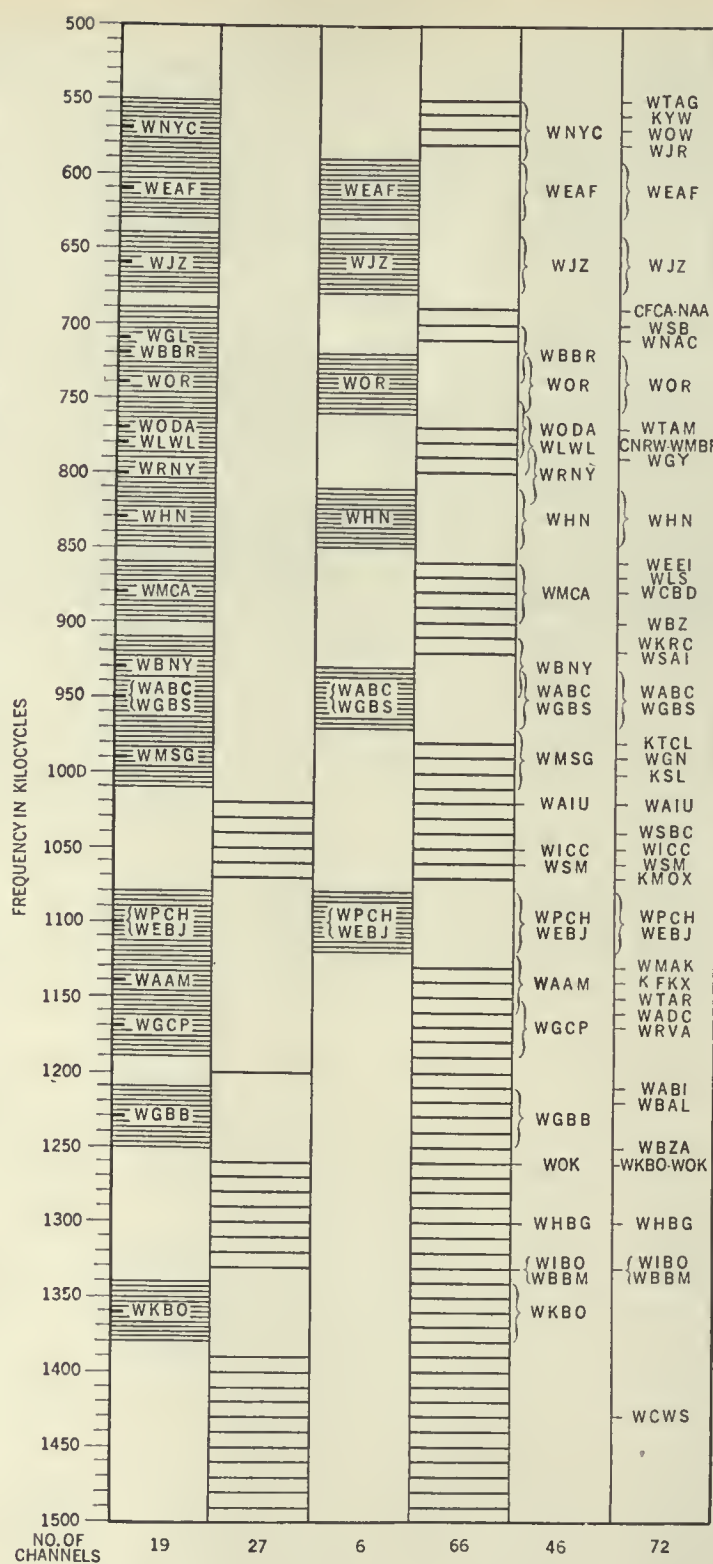 500
550
600
650
700
750
800
850
900
950
1000
1050
1100
1150
1200
1250
1300
1350
1400
1450
1500
FREQUENCY IN KILOCYCLES
WNYC
WEAF
WJZ
WGL
WBBR
WOR
WODA
WLWL
WRNY
WHN
WMCA
WBNY
WABC
WGBS
WMSG
WPCH
WEBJ
WAAM
WGCP
WGBB
WKBO
WEAF
WJZ
WOR
WHN
WABC
WGBS
WPCH
WEBJ
WNYC
WEAF
WJZ
WBBR
WOR
WODA
WLWL
WRNY
WHN
WMCA
WBNY
WABC
WGBS
WMSG
WAIU
WICC
WSM
WPCH
WEBJ
WAAM
WGCP
WGBB
WOK
WHBG
WIBO
WBBM
WKBO
WTAG
KYW
WOW
WJR
WEAF
WJZ
CFCA-NAA
WSB
WNAC
WOR
WTAM
CNRW-WMBF
WGY
WHN
WEEI
WLS
WCBD
WBZ
WKRC
WSAI
WABC
WGBS
KTCL
WGN
KSL
WAIU
WSBC
WICC
WSM
KMOX
WPCH
WEBJ
WMAK
KFKX
WTAR
WADC
WRVA
WABI
WBAL
WBZA
WKBO-WOK
WHBG
WIBO
WBBM
WCWS
NO. OF
CHANNELS 19 27 6 66 46 72